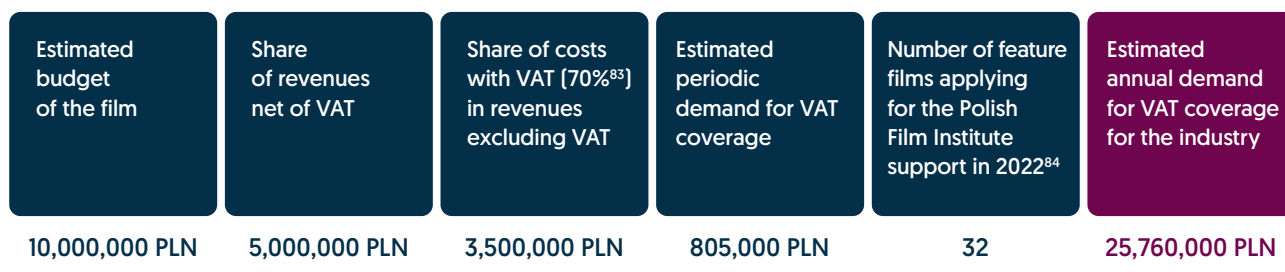 Estimated
budget
of the film
Share
of revenues
net of VAT
Share of costs
with VAT (70%83)
in revenues
excluding VAT
Estimated
periodic
demand for VAT
coverage
Number of feature
films applying
for the Polish
Film Institute
support in 202284
Estimated
annual demand
for VAT coverage
for the industry
10,000,000 PLN
5,000,000 PLN
3,500,000 PLN
805,000 PLN
32
25,760,000 PLN